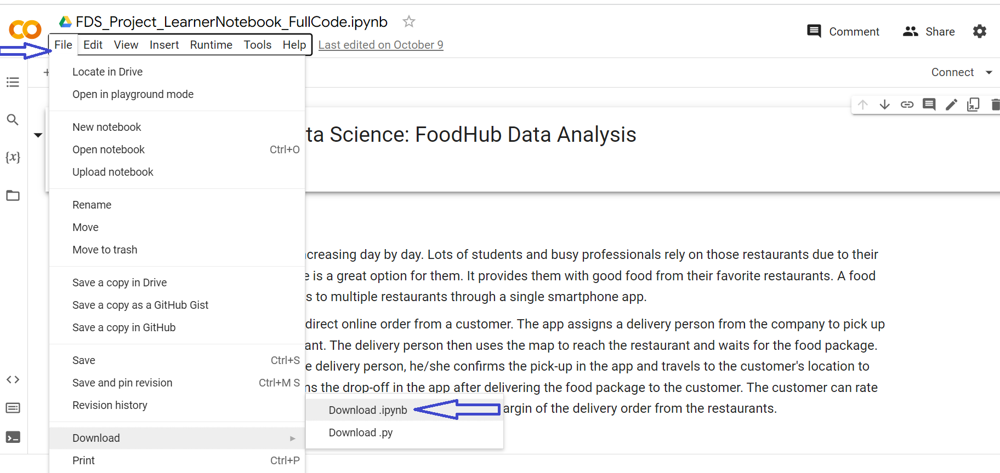 FDS_Project_LearnerNotebook_FullCode.ipynb
Comment
Share
File Edit View Insert Runtime Tools Help Last edited on October 9
+
Connect
Locate in Drive
Open in playground mode
New notebook
Open notebook Ctrl+O
Upload notebook
Rename
Move
Move to trash
Save a copy in Drive
Save a copy as a GitHub Gist
Save a copy in GitHub
Save Ctrl+S
Save and pin revision Ctrl+M S
Revision history
Download
Print Ctrl+P
Download .ipynb
Download .py
{x}
ta Science: FoodHub Data Analysis
creasing day by day. Lots of students and busy professionals rely on those restaurants due to their
e is a great option for them. It provides them with good food from their favorite restaurants. A food
s to multiple restaurants through a single smartphone app.
direct online order from a customer. The app assigns a delivery person from the company to pick up
ant. The delivery person then uses the map to reach the restaurant and waits for the food package.
e delivery person, he/she confirms the pick-up in the app and travels to the customer's location to
ns the drop-off in the app after delivering the food package to the customer. The customer can rate
argin of the delivery order from the restaurants.